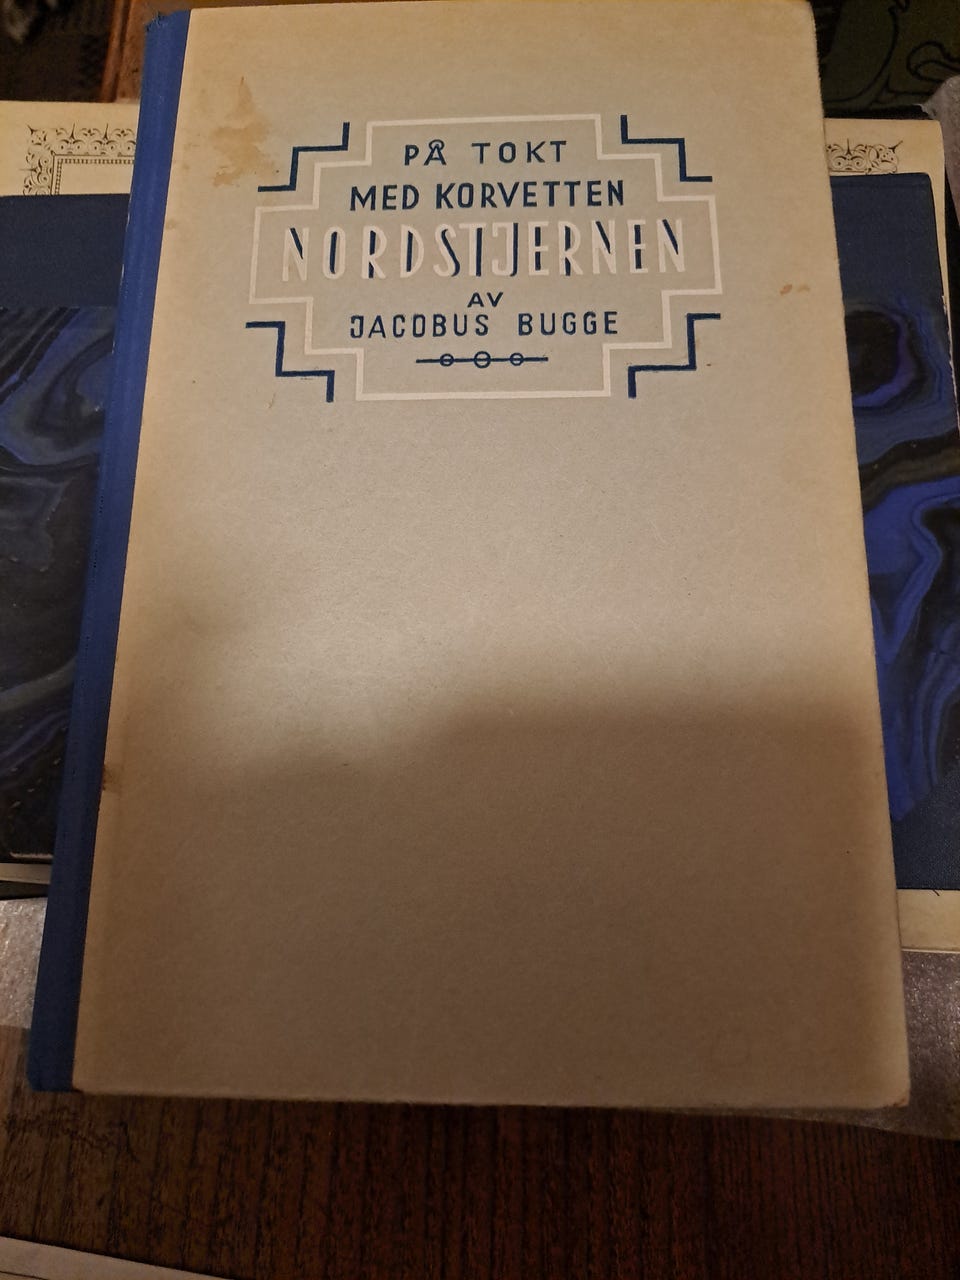 PÅ TOKT
MED KORVETTEN
NORDSTJERNEN
AV
JACOBUS BUGGE